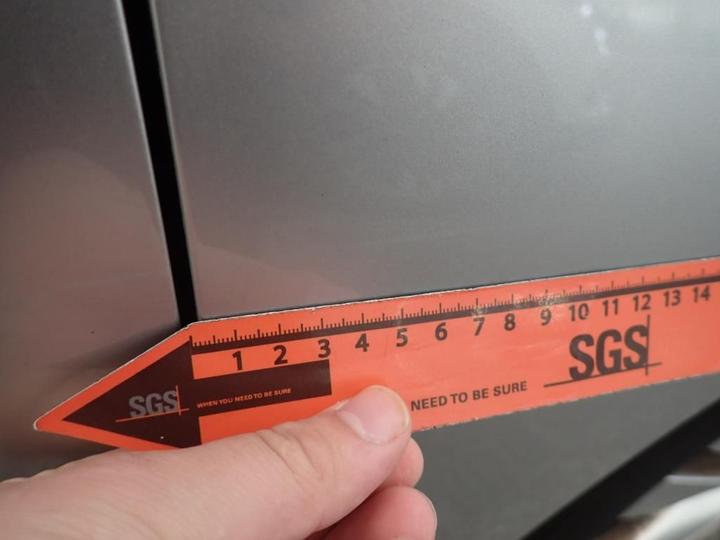 1 2 3 4 5 6 7 8 9 10 11 12 13 14
SGS WHEN YOU NEED TO BE SURE
NEED TO BE SURE
SGS